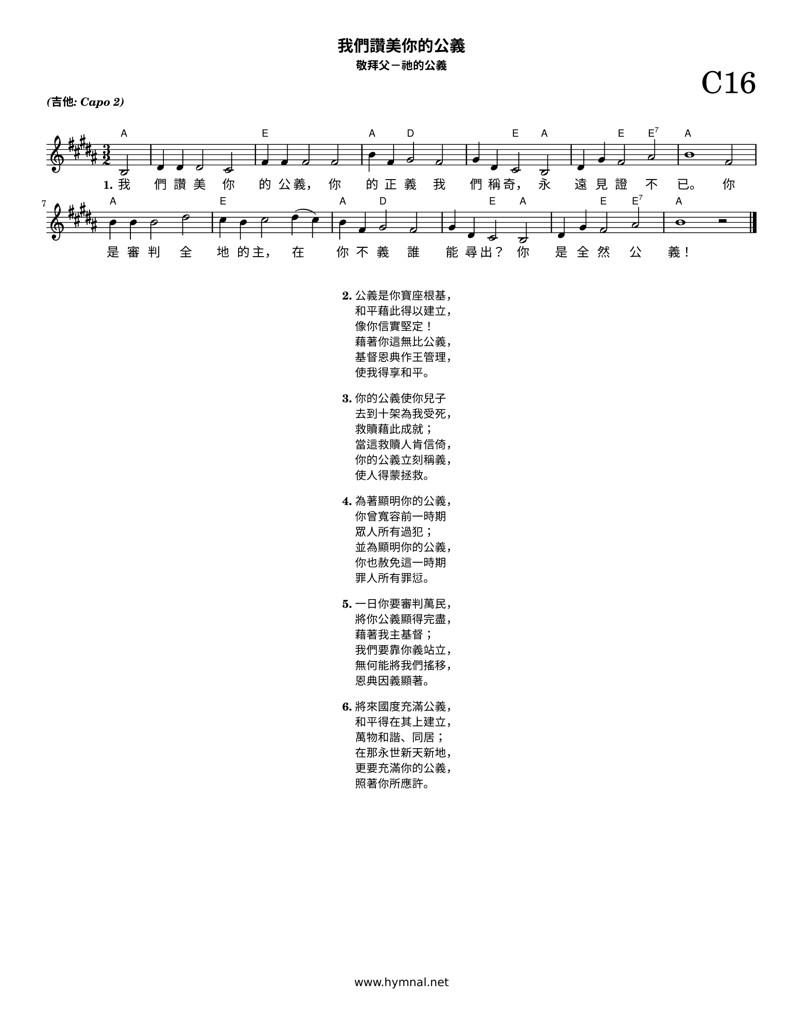 我們讚美你的公義
敬拜父－祂的公義
C16
(吉他: Capo 2)
A E A D E A E E7 A
1. 我 們 讚 美 你 的 公 義， 你 的 正 義 我 們 稱 奇， 永 遠 見 證 不 已。 你
7 A E A D E A E E7 A
是 審 判 全 地 的 主， 在 你 不 義 誰 能 尋 出？ 你 是 全 然 公 義！
2. 公義是你寶座根基，
和平藉此得以建立，
像你信實堅定！
藉著你這無比公義，
基督恩典作王管理，
使我得享和平。
3. 你的公義使你兒子
去到十架為我受死，
救贖藉此成就；
當這救贖人肯信倚，
你的公義立刻稱義，
使人得蒙拯救。
4. 為著顯明你的公義，
你曾寬容前一時期
眾人所有過犯；
並為顯明你的公義，
你也赦免這一時期
罪人所有罪愆。
5. 一日你要審判萬民，
將你公義顯得完盡，
藉著我主基督；
我們要靠你義站立，
無何能將我們搖移，
恩典因義顯著。
6. 將來國度充滿公義，
和平得在其上建立，
萬物和諧、同居；
在那永世新天新地，
更要充滿你的公義，
照著你所應許。
www.hymnal.net